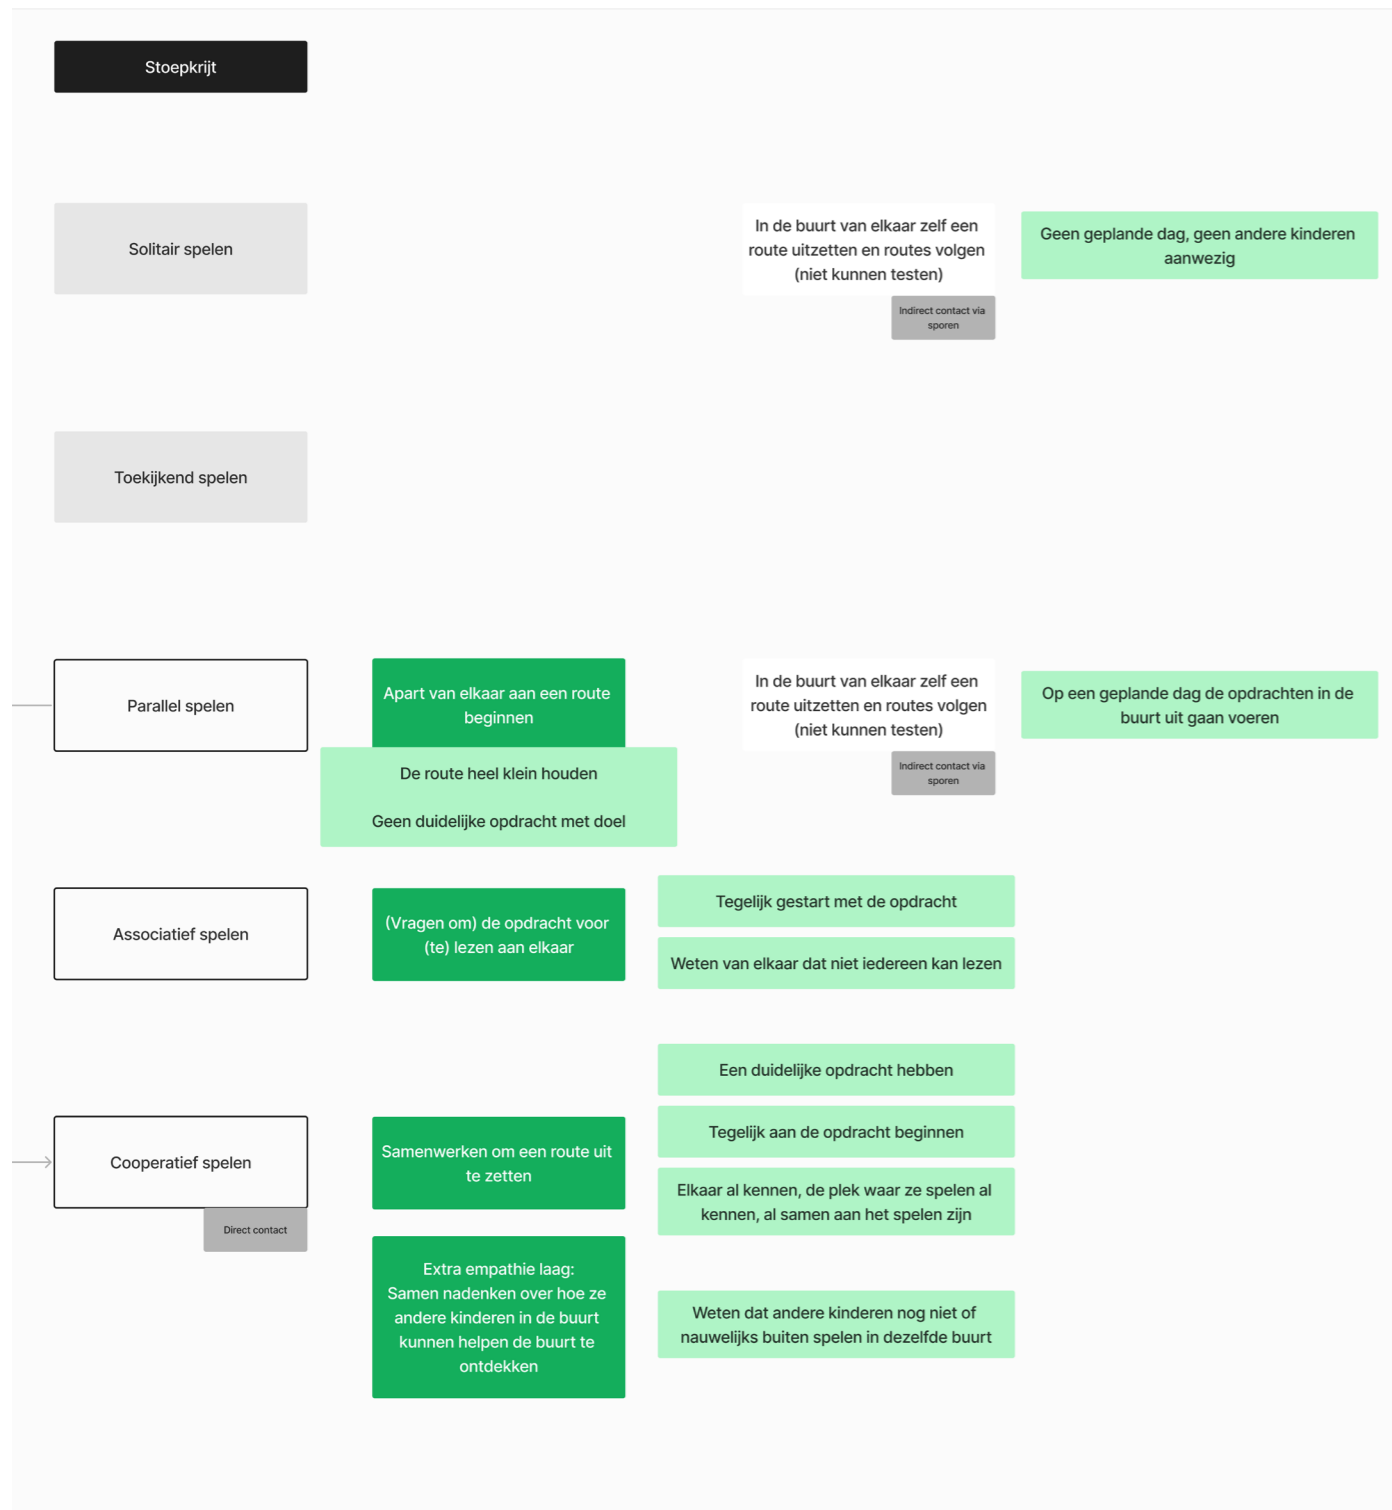 Stoepkrijt
Solitair spelen
In de buurt van elkaar zelf een
route uitzetten en routes volgen
(niet kunnen testen)
Indirect contact via
sporen
Geen geplande dag, geen andere kinderen
aanwezig
Toekijkend spelen
Parallel spelen
Apart van elkaar aan een route
beginnen
De route heel klein houden
Geen duidelijke opdracht met doel
In de buurt van elkaar zelf een
route uitzetten en routes volgen
(niet kunnen testen)
Indirect contact via
sporen
Op een geplande dag de opdrachten in de
buurt uit gaan voeren
Associatief spelen
(Vragen om) de opdracht voor
(te) lezen aan elkaar
Tegelijk gestart met de opdracht
Weten van elkaar dat niet iedereen kan lezen
Cooperatief spelen
Direct contact
Samenwerken om een route uit
te zetten
Een duidelijke opdracht hebben
Tegelijk aan de opdracht beginnen
Elkaar al kennen, de plek waar ze spelen al
kennen, al samen aan het spelen zijn
Extra empathie laag:
Samen nadenken over hoe ze
andere kinderen in de buurt
kunnen helpen de buurt te
ontdekken
Weten dat andere kinderen nog niet of
nauwelijks buiten spelen in dezelfde buurt